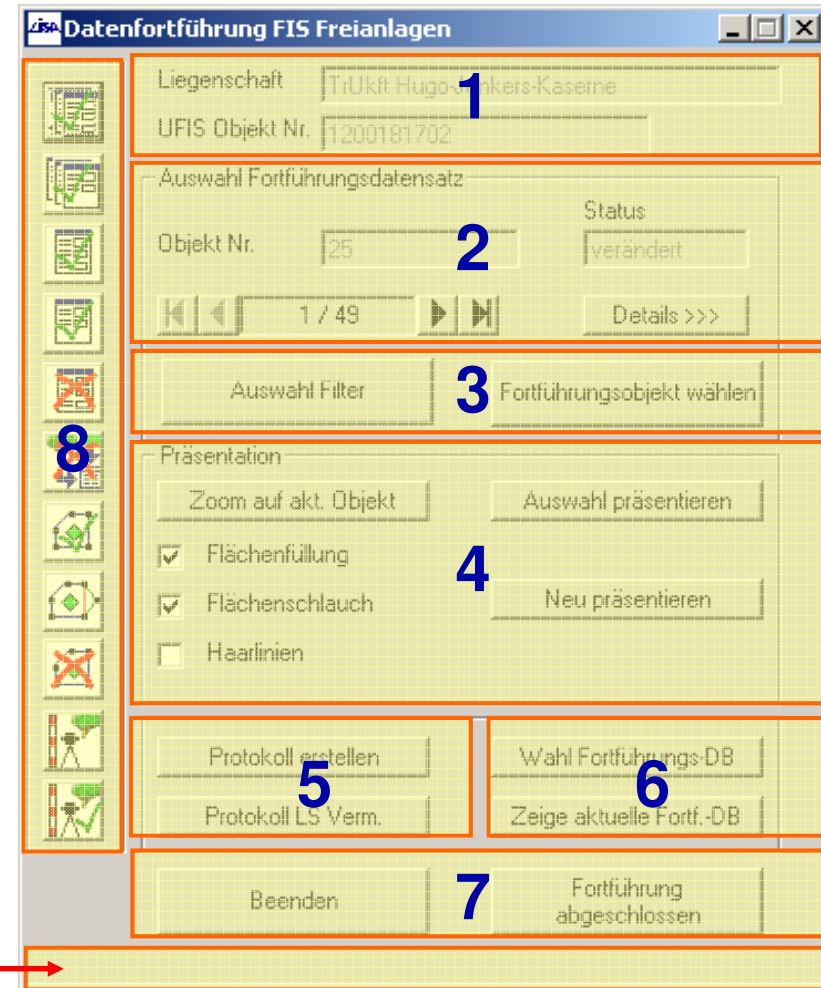 LISA Datenfortführung FIS Freianlagen
Liegenschaft TrUkft Hugo-Junkers-Kaserne
1
UFIS Objekt Nr. 1200181702
Auswahl Fortführungsdatensatz
Status
Objekt Nr. 25 verändert
2
1 / 49 Details >>>
Auswahl Filter Fortführungsobjekt wählen
3
8
Präsentation
Zoom auf akt. Objekt Auswahl präsentieren
Flächenfüllung
4
Flächenschlauch Neu präsentieren
Haarlinien
Protokoll erstellen Wahl Fortführungs-DB
5 6
Protokoll LS Verm. Zeige aktuelle Fortf.-DB
Beenden Fortführung abgeschlossen
7